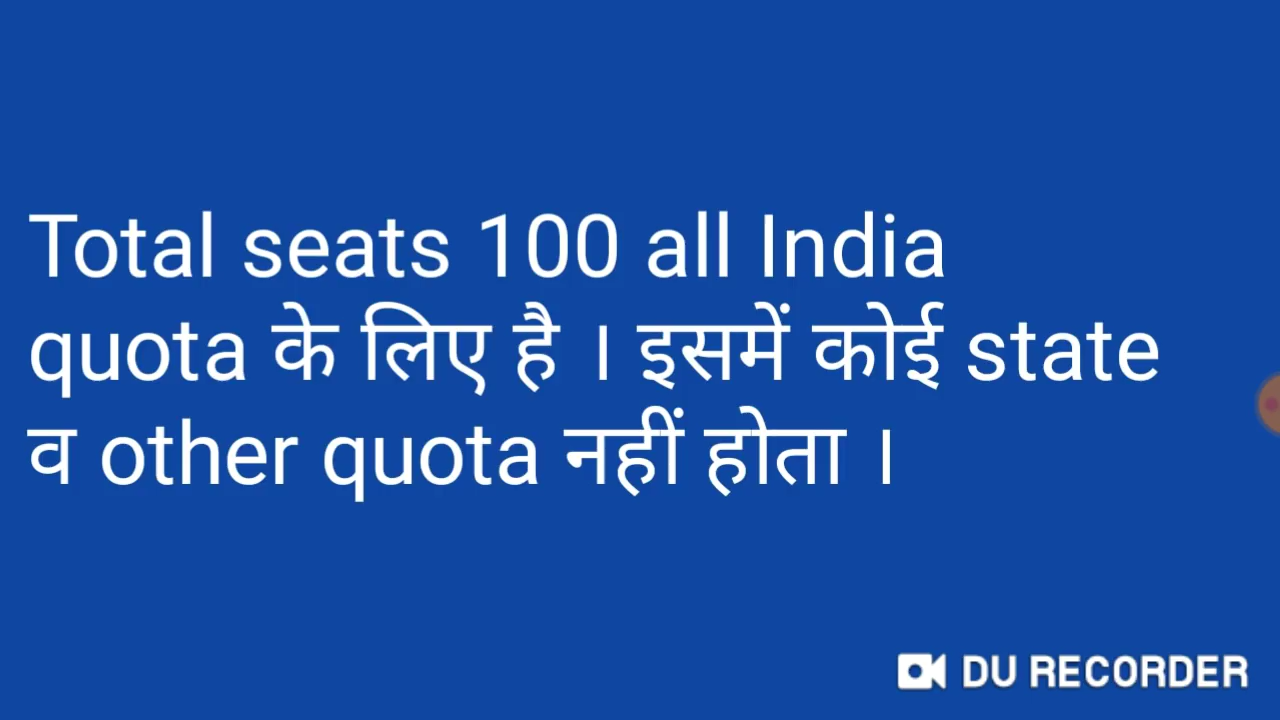 Total seats 100 all India
quota के लिए है । इसमें कोई state
व other quota नहीं होता ।
DU RECORDER